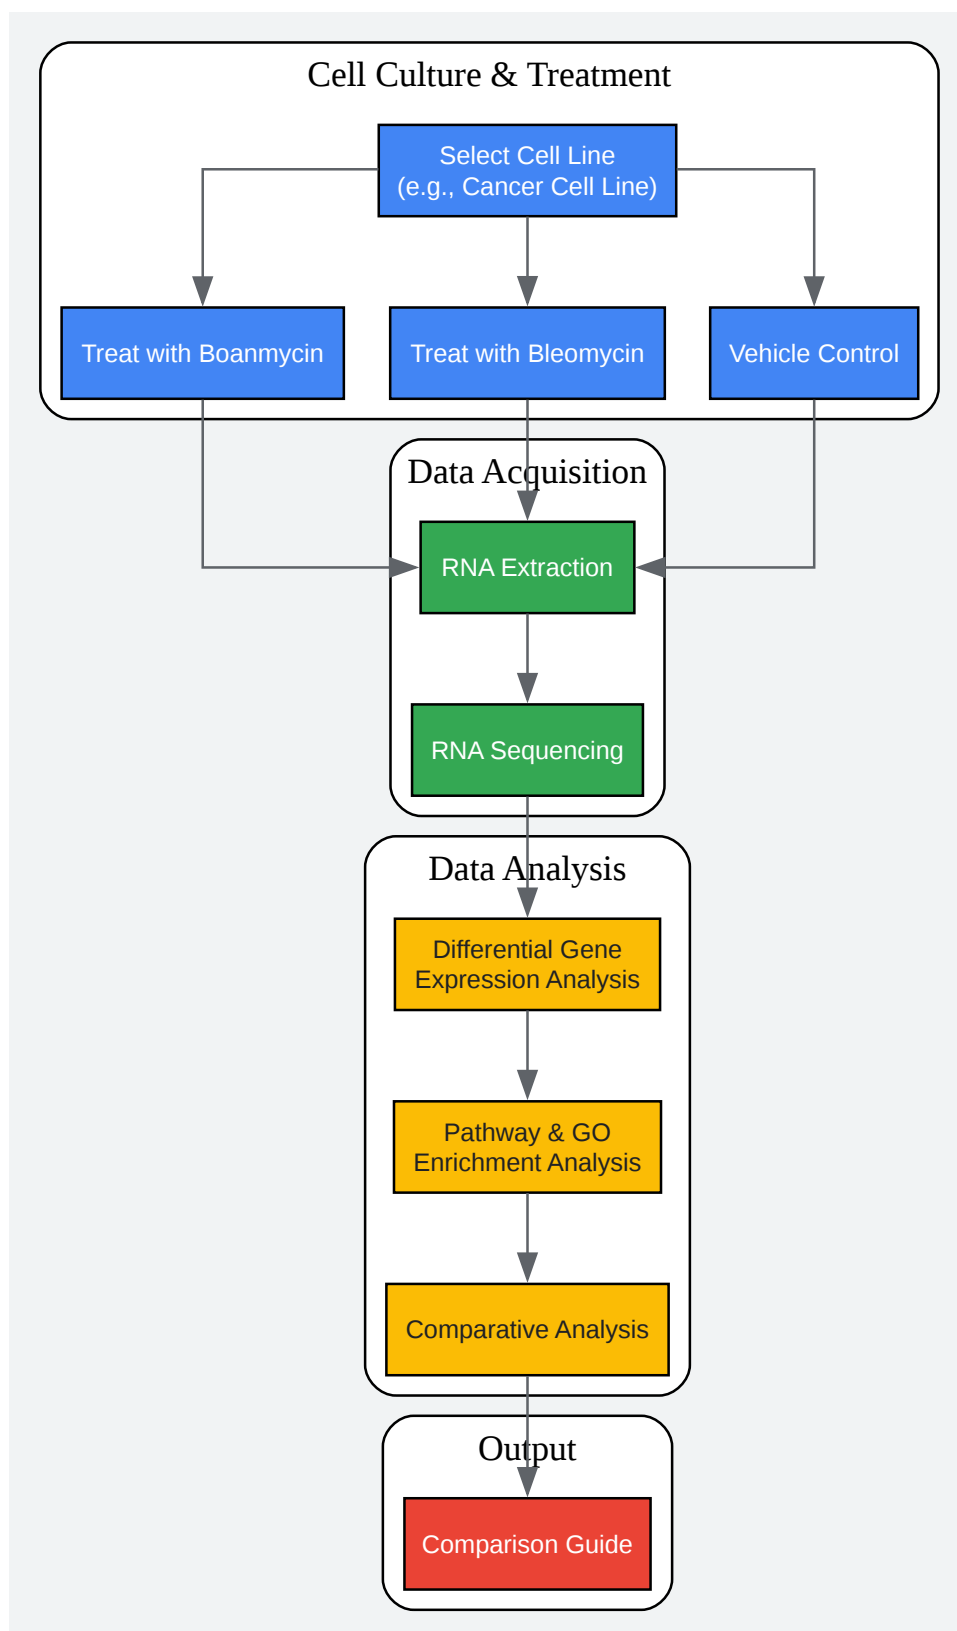 Cell Culture & Treatment
Select Cell Line
(e.g., Cancer Cell Line)
Treat with Boanmycin
Treat with Bleomycin
Vehicle Control
Data Acquisition
RNA Extraction
RNA Sequencing
Data Analysis
Differential Gene
Expression Analysis
Pathway & GO
Enrichment Analysis
Comparative Analysis
Output
Comparison Guide